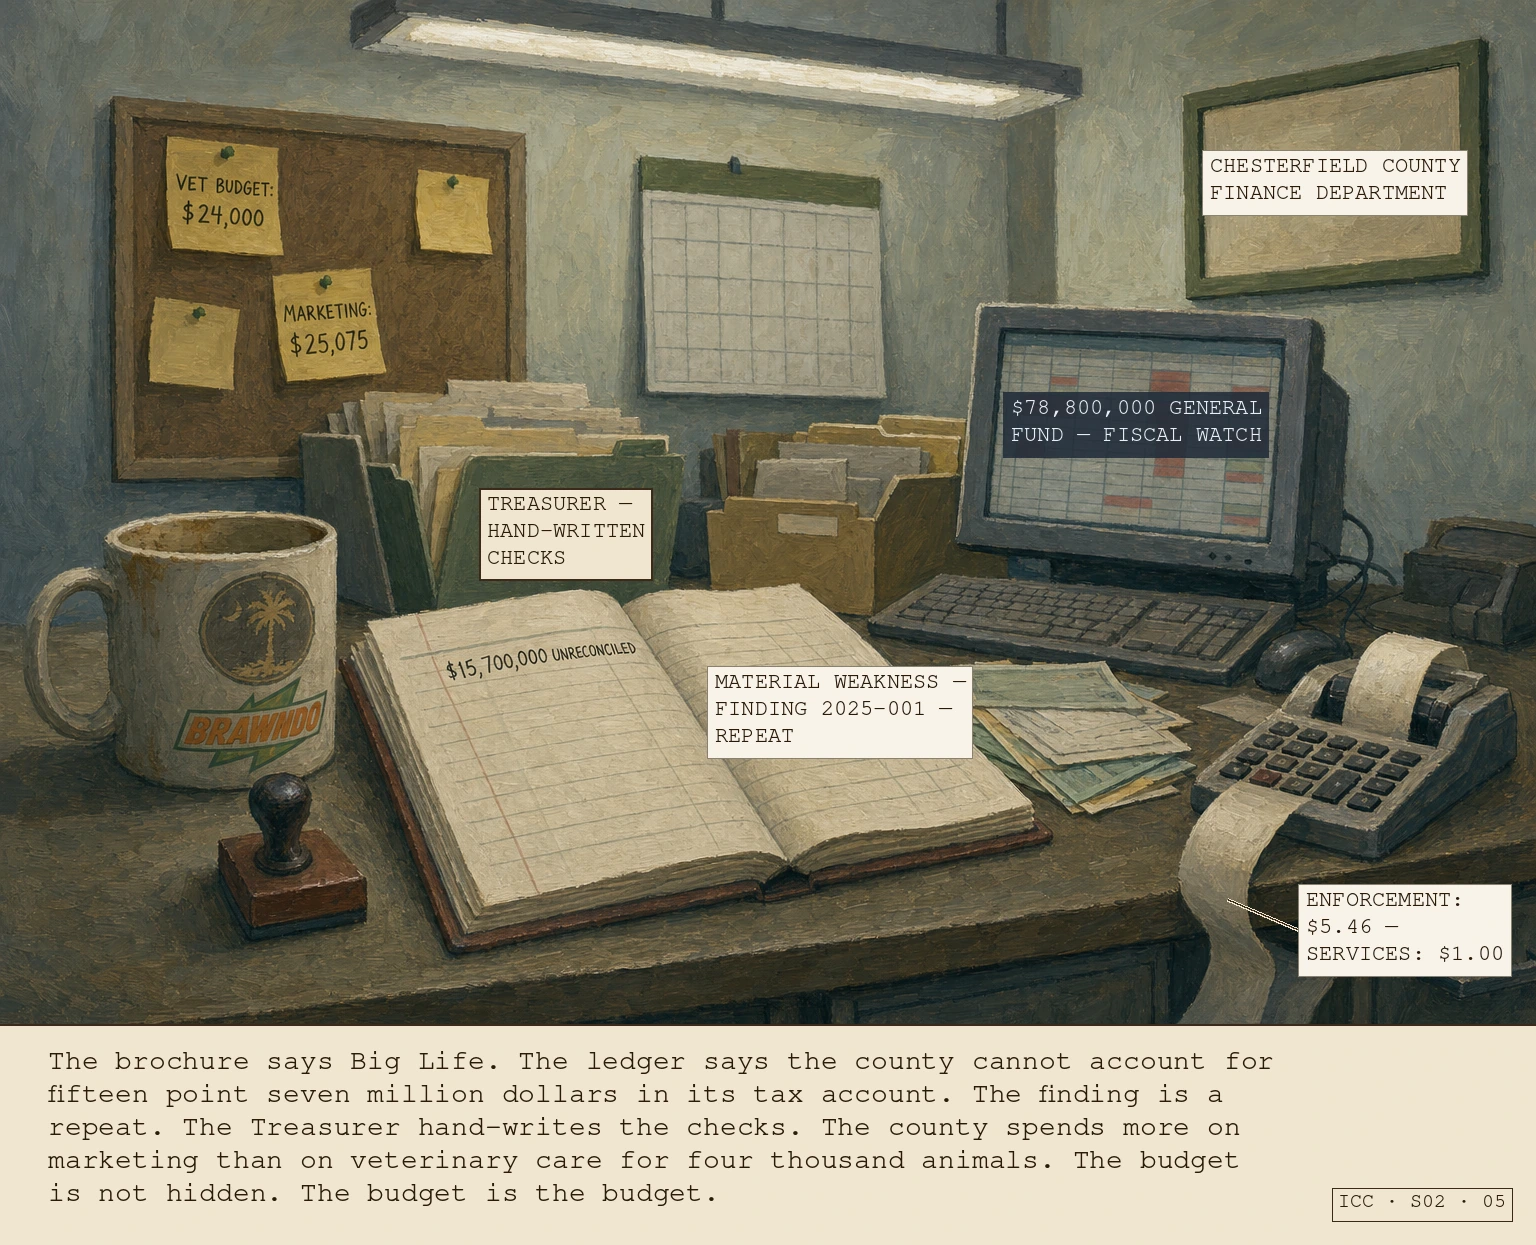 VET BUDGET:
$24,000
MARKETING:
$25,075
CHESTERFIELD COUNTY
FINANCE DEPARTMENT
$78,800,000 GENERAL
FUND — FISCAL WATCH
TREASURER —
HAND-WRITTEN
CHECKS
BRAWNDO
$15,700,000 UNRECONCILED
MATERIAL WEAKNESS —
FINDING 2025-001 —
REPEAT
ENFORCEMENT:
$5.46 —
SERVICES: $1.00
The brochure says Big Life. The ledger says the county cannot account for
fifteen point seven million dollars in its tax account. The finding is a
repeat. The Treasurer hand-writes the checks. The county spends more on
marketing than on veterinary care for four thousand animals. The budget
is not hidden. The budget is the budget.
ICC · S02 · 05